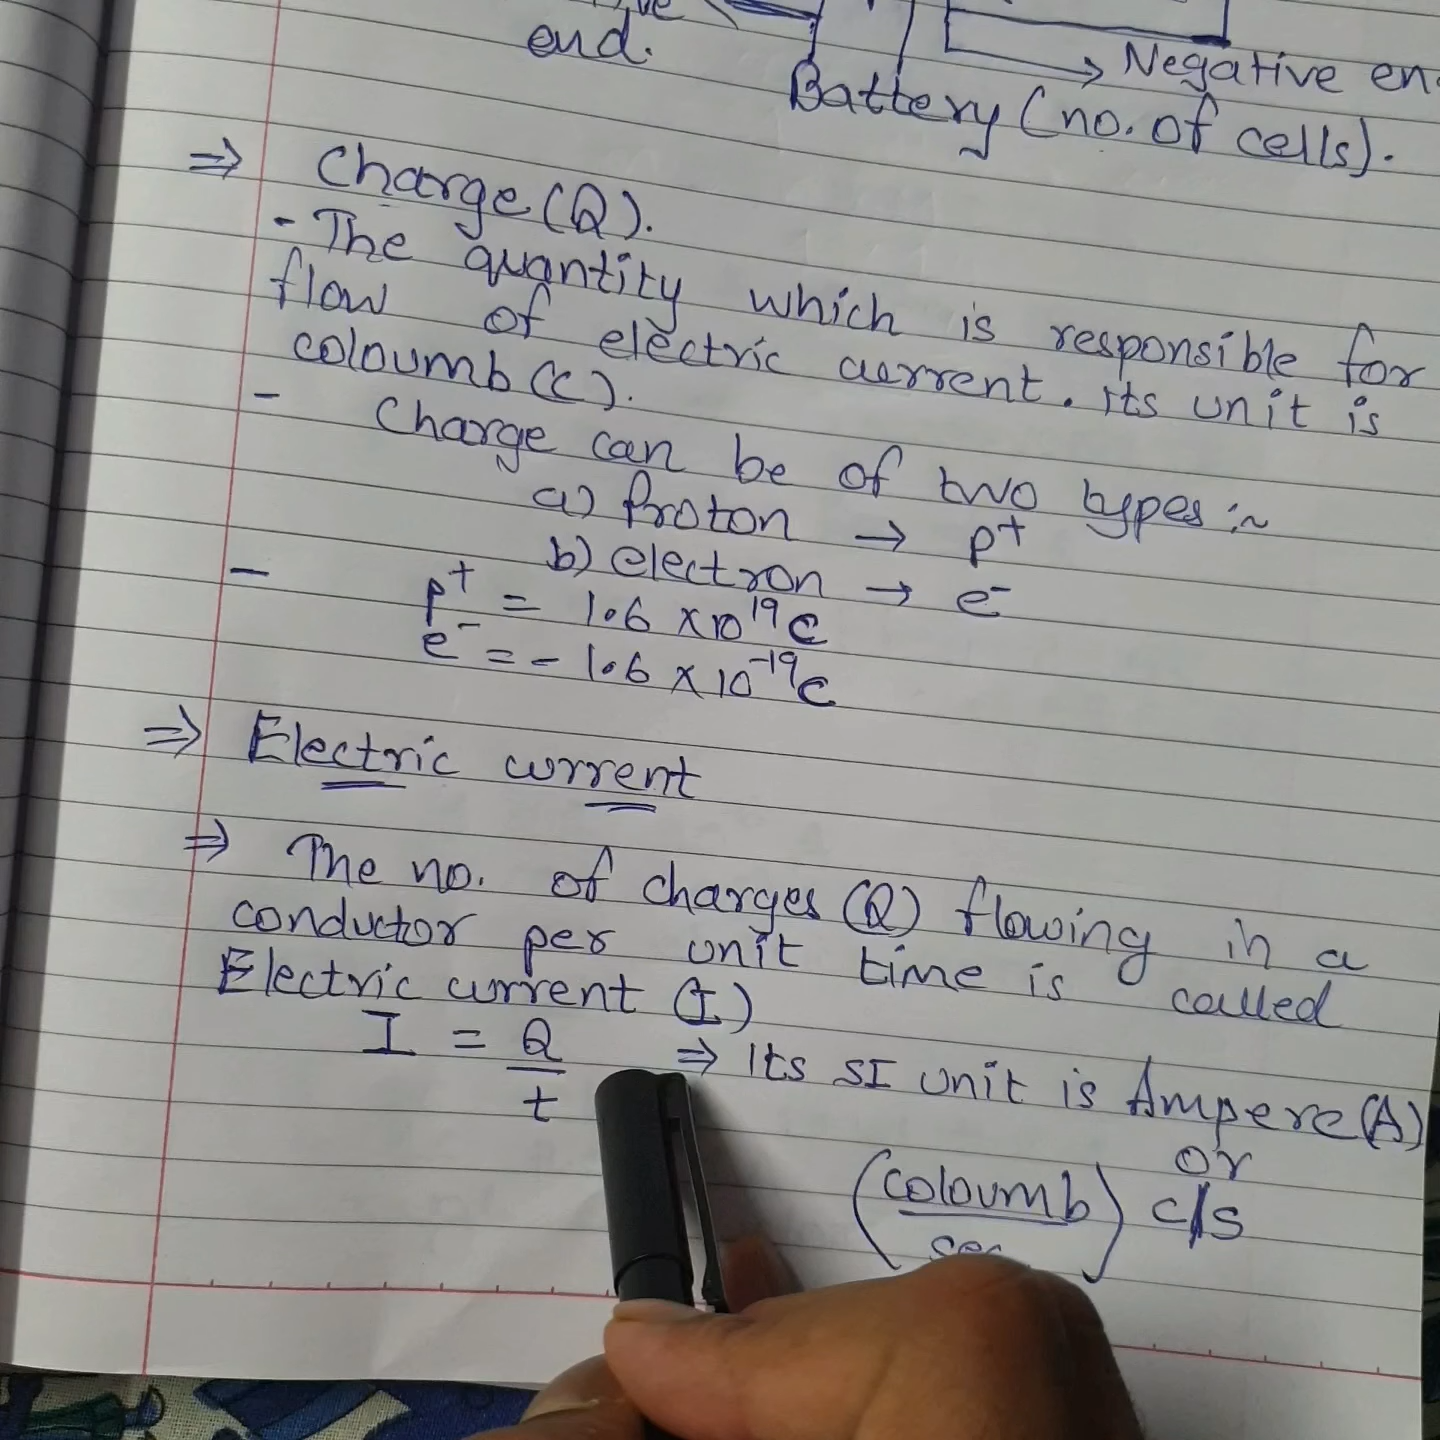 ve
end.
Negative en
Battery (no. of cells).
⇒ Charge (Q).
- The quantity which is responsible for
flow of electric current. Its unit is
coloumb (C).
- Charge can be of two types :~
a) Proton → p⁺
b) electron → e⁻
- p⁺ = 1.6 × 10¹⁹ C
e⁻ = - 1.6 × 10⁻¹⁹ C
⇒ Electric current
⇒ The no. of charges (Q) flowing in a
conductor per unit time is called
Electric current (I)
I = Q/t ⇒ Its SI unit is Ampere (A)
or
(coloumb/sec) c/s